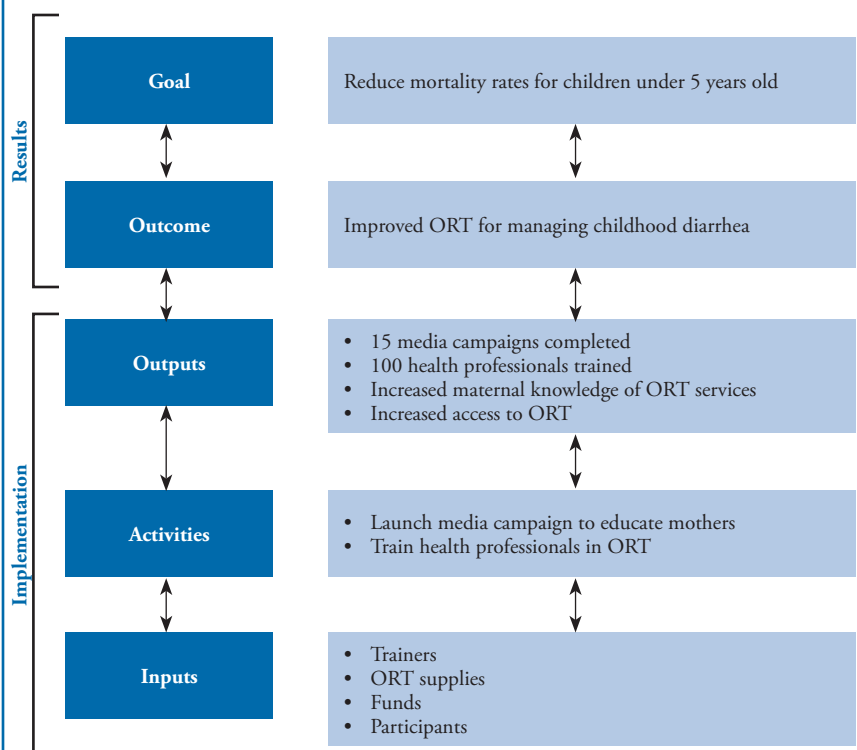 Results
Goal
Reduce mortality rates for children under 5 years old
Outcome
Improved ORT for managing childhood diarrhea
Implementation
Outputs
• 15 media campaigns completed
• 100 health professionals trained
• Increased maternal knowledge of ORT services
• Increased access to ORT
Activities
• Launch media campaign to educate mothers
• Train health professionals in ORT
Inputs
• Trainers
• ORT supplies
• Funds
• Participants